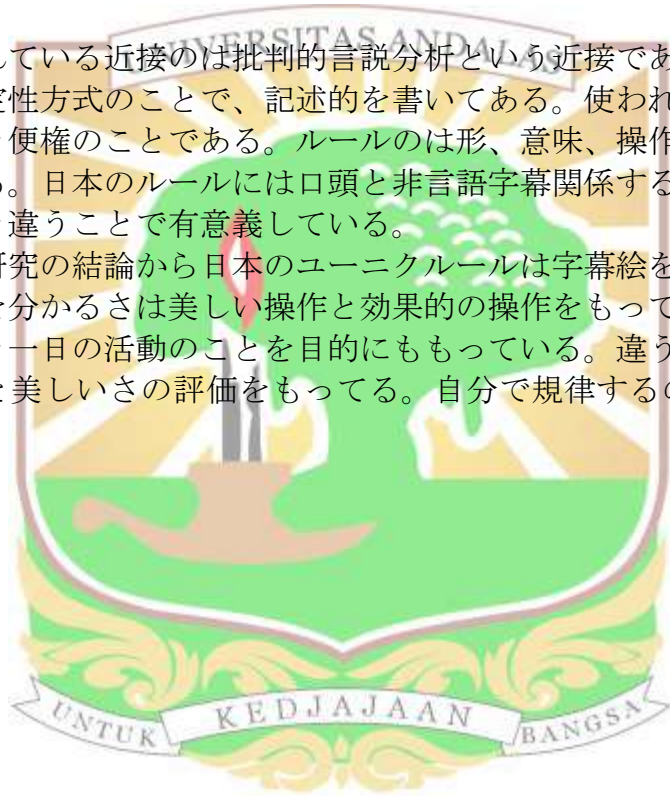 UNIVERSITAS ANDALAS
している近接のは批判的言説分析という近接であ
定性方式のことで、記述的を書いてある。使われ
と便権のことである。ルールのは形、意味、操作
る。日本のルールには口頭と非言語字幕関係する
と違うことで有意義している。
研究の結論から日本のユーニクルールは字幕絵を
を分かるさは美しい操作と効果的の操作をもって
と一日の活動のことを目的にももっている。違う
と美しいさの評価をもってる。自分で規律するの
UNTUK KEDJAJAAN BANGSA